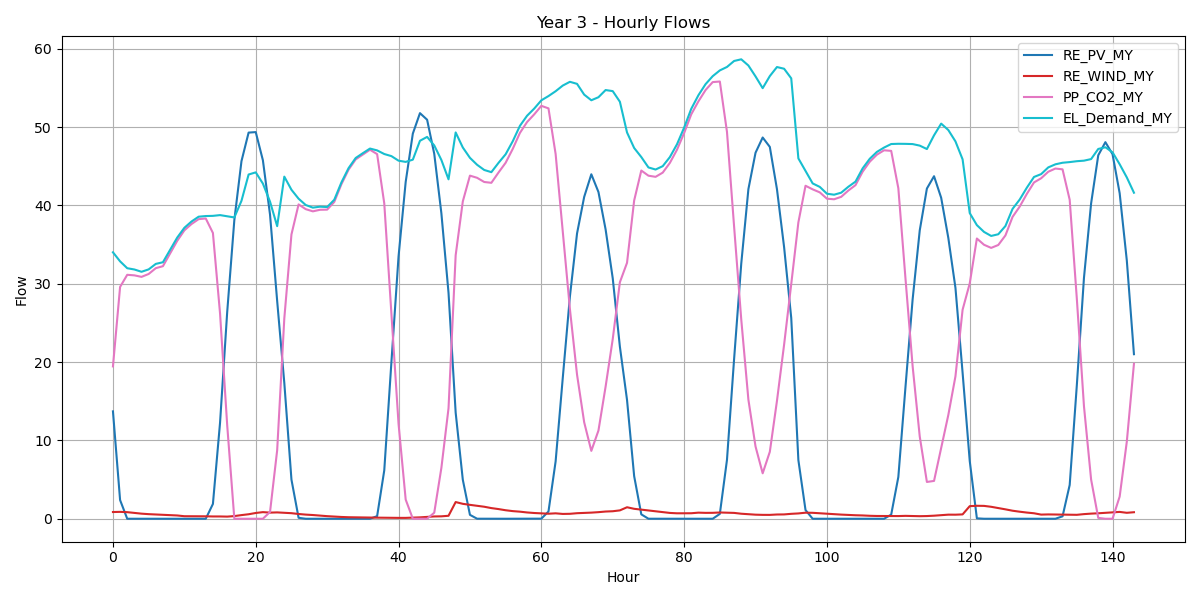 Year 3 - Hourly Flows
RE_PV_MY
RE_WIND_MY
PP_CO2_MY
EL_Demand_MY
60
50
40
30
20
10
0
Flow
0 20 40 60 80 100 120 140
Hour